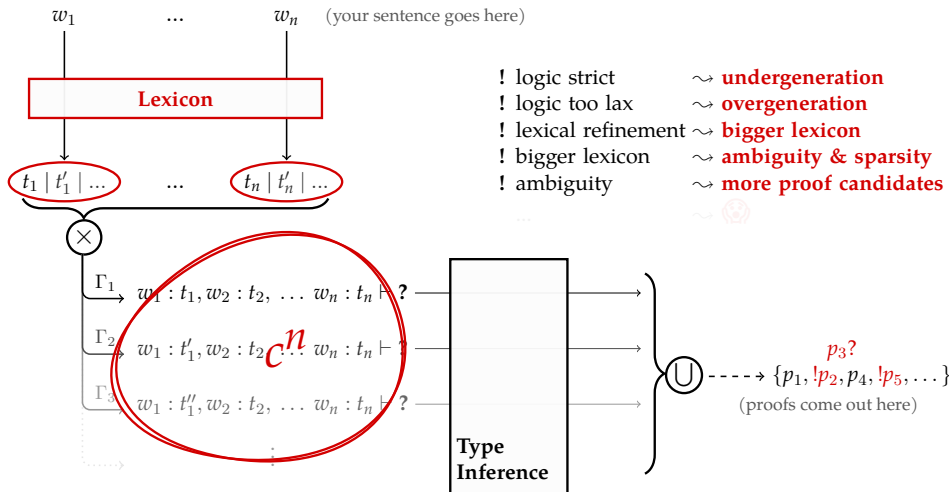 w₁ ... wₙ (your sentence goes here)
Lexicon
! logic strict ⤳ undergeneration
! logic too lax ⤳ overgeneration
! lexical refinement ⤳ bigger lexicon
! bigger lexicon ⤳ ambiguity & sparsity
! ambiguity ⤳ more proof candidates
... ⤳ 😱
t₁ | t′₁ | ... ... tₙ | t′ₙ | ...
×
Γ₁ w₁ : t₁, w₂ : t₂, … wₙ : tₙ ⊢ ?
Γ₂ w₁ : t′₁, w₂ : t₂, … wₙ : tₙ ⊢ ?
Γ₃ w₁ : t″₁, w₂ : t₂, … wₙ : tₙ ⊢ ?
⋮
cⁿ
Type
Inference
⋃
p₃?
{p₁, !p₂, p₄, !p₅, … }
(proofs come out here)